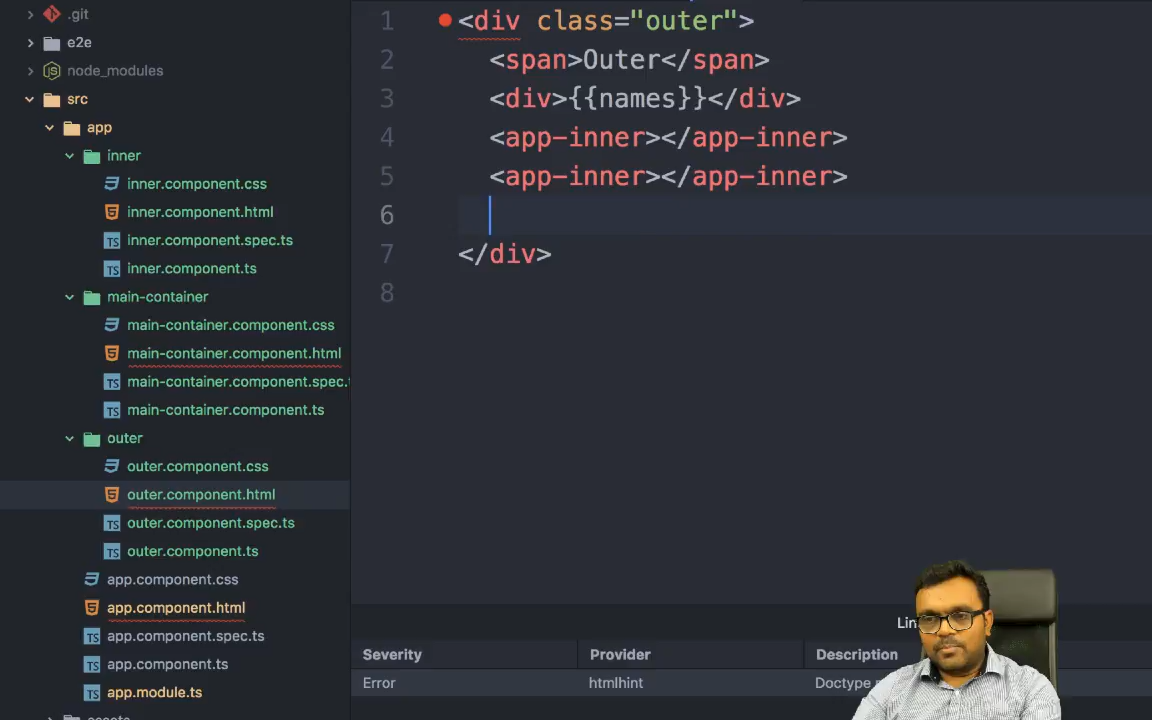 .git
e2e
node_modules
src
app
inner
inner.component.css
inner.component.html
inner.component.spec.ts
inner.component.ts
main-container
main-container.component.css
main-container.component.html
main-container.component.spec.
main-container.component.ts
outer
outer.component.css
outer.component.html
outer.component.spec.ts
outer.component.ts
app.component.css
app.component.html
app.component.spec.ts
app.component.ts
app.module.ts
1 <div class="outer">
2 <span>Outer</span>
3 <div>{{names}}</div>
4 <app-inner></app-inner>
5 <app-inner></app-inner>
6
7 </div>
8
Severity Provider Description
Error htmlhint Doctype